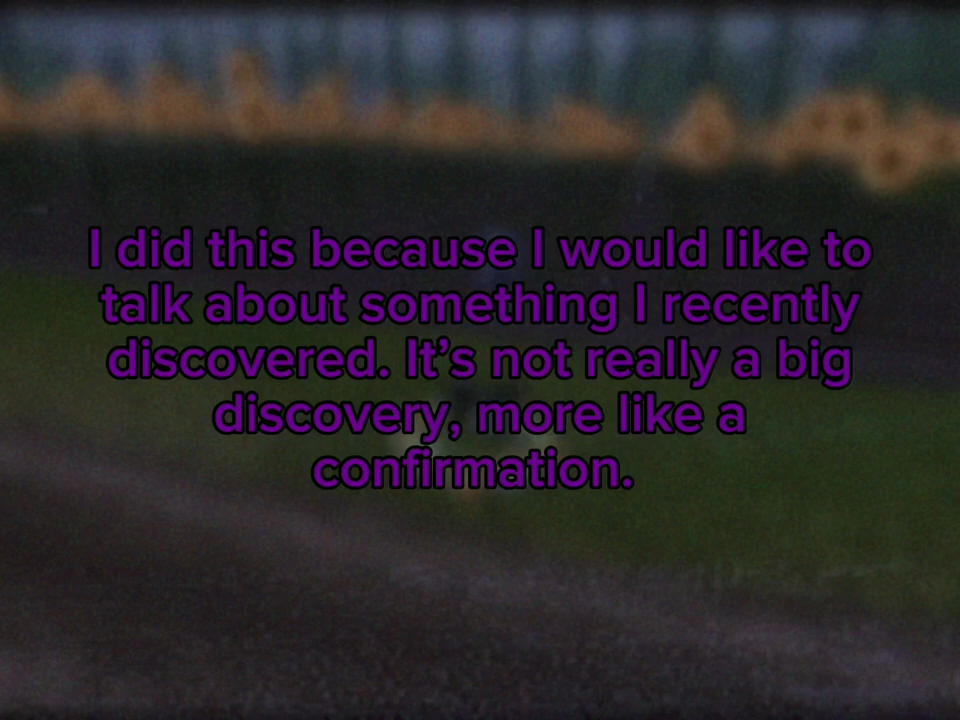 I did this because I would like to
talk about something I recently
discovered. It’s not really a big
discovery, more like a
confirmation.